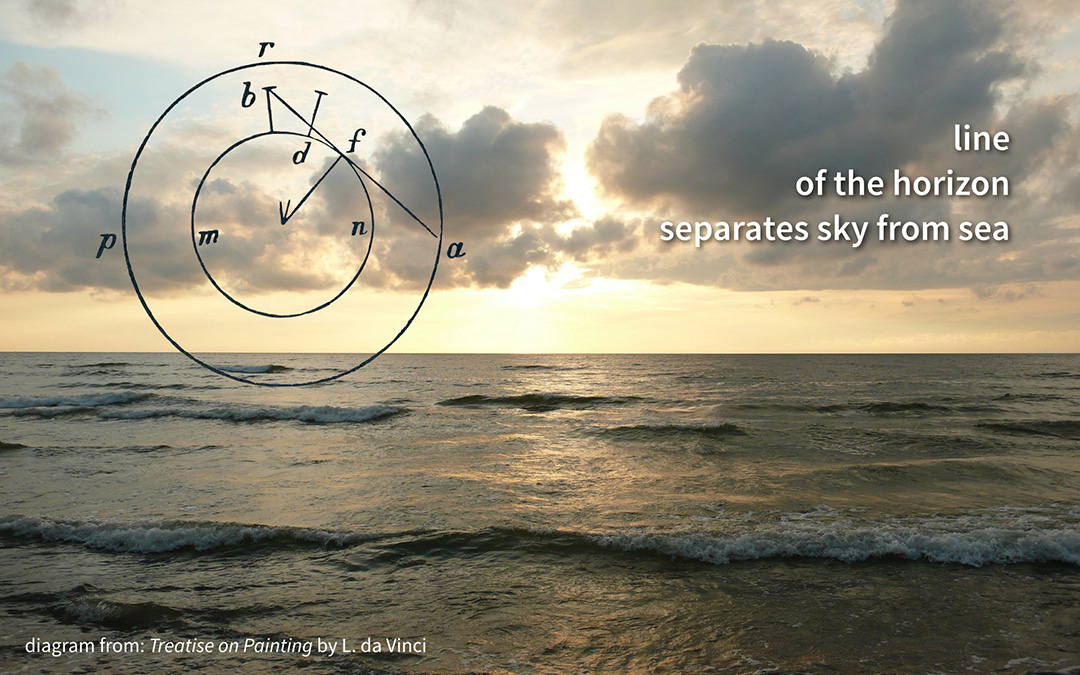 r
b
f
d
m
n
p
a
line
of the horizon
separates sky from sea
diagram from: Treatise on Painting by L. da Vinci